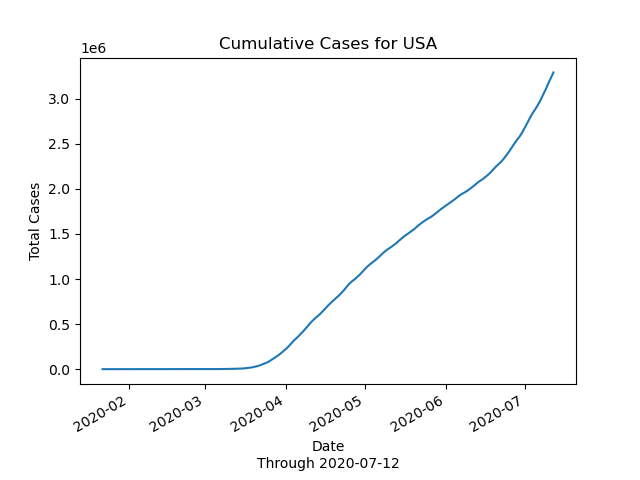 Cumulative Cases for USA
1e6
3.0
2.5
2.0
1.5
1.0
0.5
0.0
Total Cases
2020-02
2020-03
2020-04
2020-05
2020-06
2020-07
Date
Through 2020-07-12